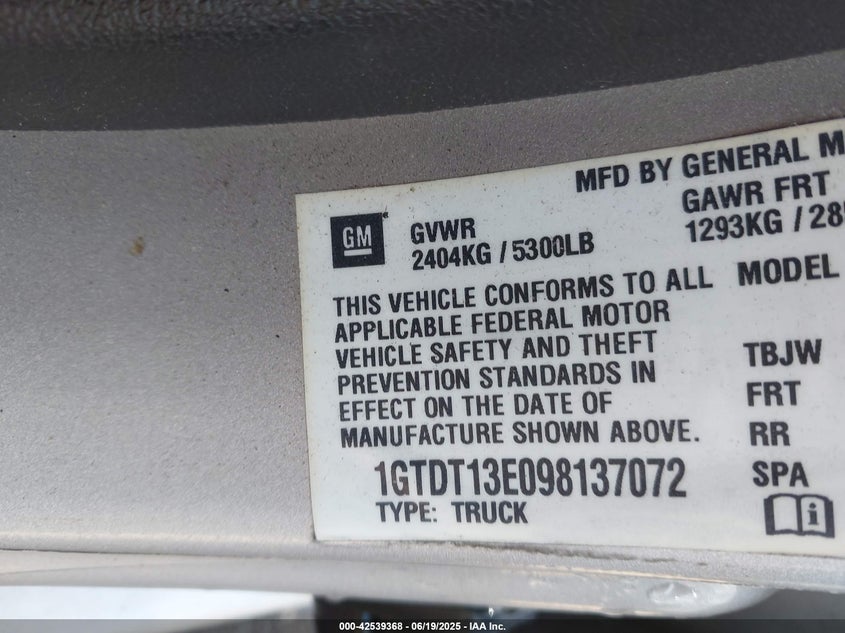 MFD BY GENERAL M
GM
GVWR
2404KG / 5300LB
GAWR FRT
1293KG / 28
THIS VEHICLE CONFORMS TO ALL
APPLICABLE FEDERAL MOTOR
VEHICLE SAFETY AND THEFT
PREVENTION STANDARDS IN
EFFECT ON THE DATE OF
MANUFACTURE SHOWN ABOVE.
MODEL
TBJW
FRT
RR
SPA
1GTDT13E098137072
TYPE: TRUCK
i
000-42539368 - 06/19/2025 - IAA Inc.